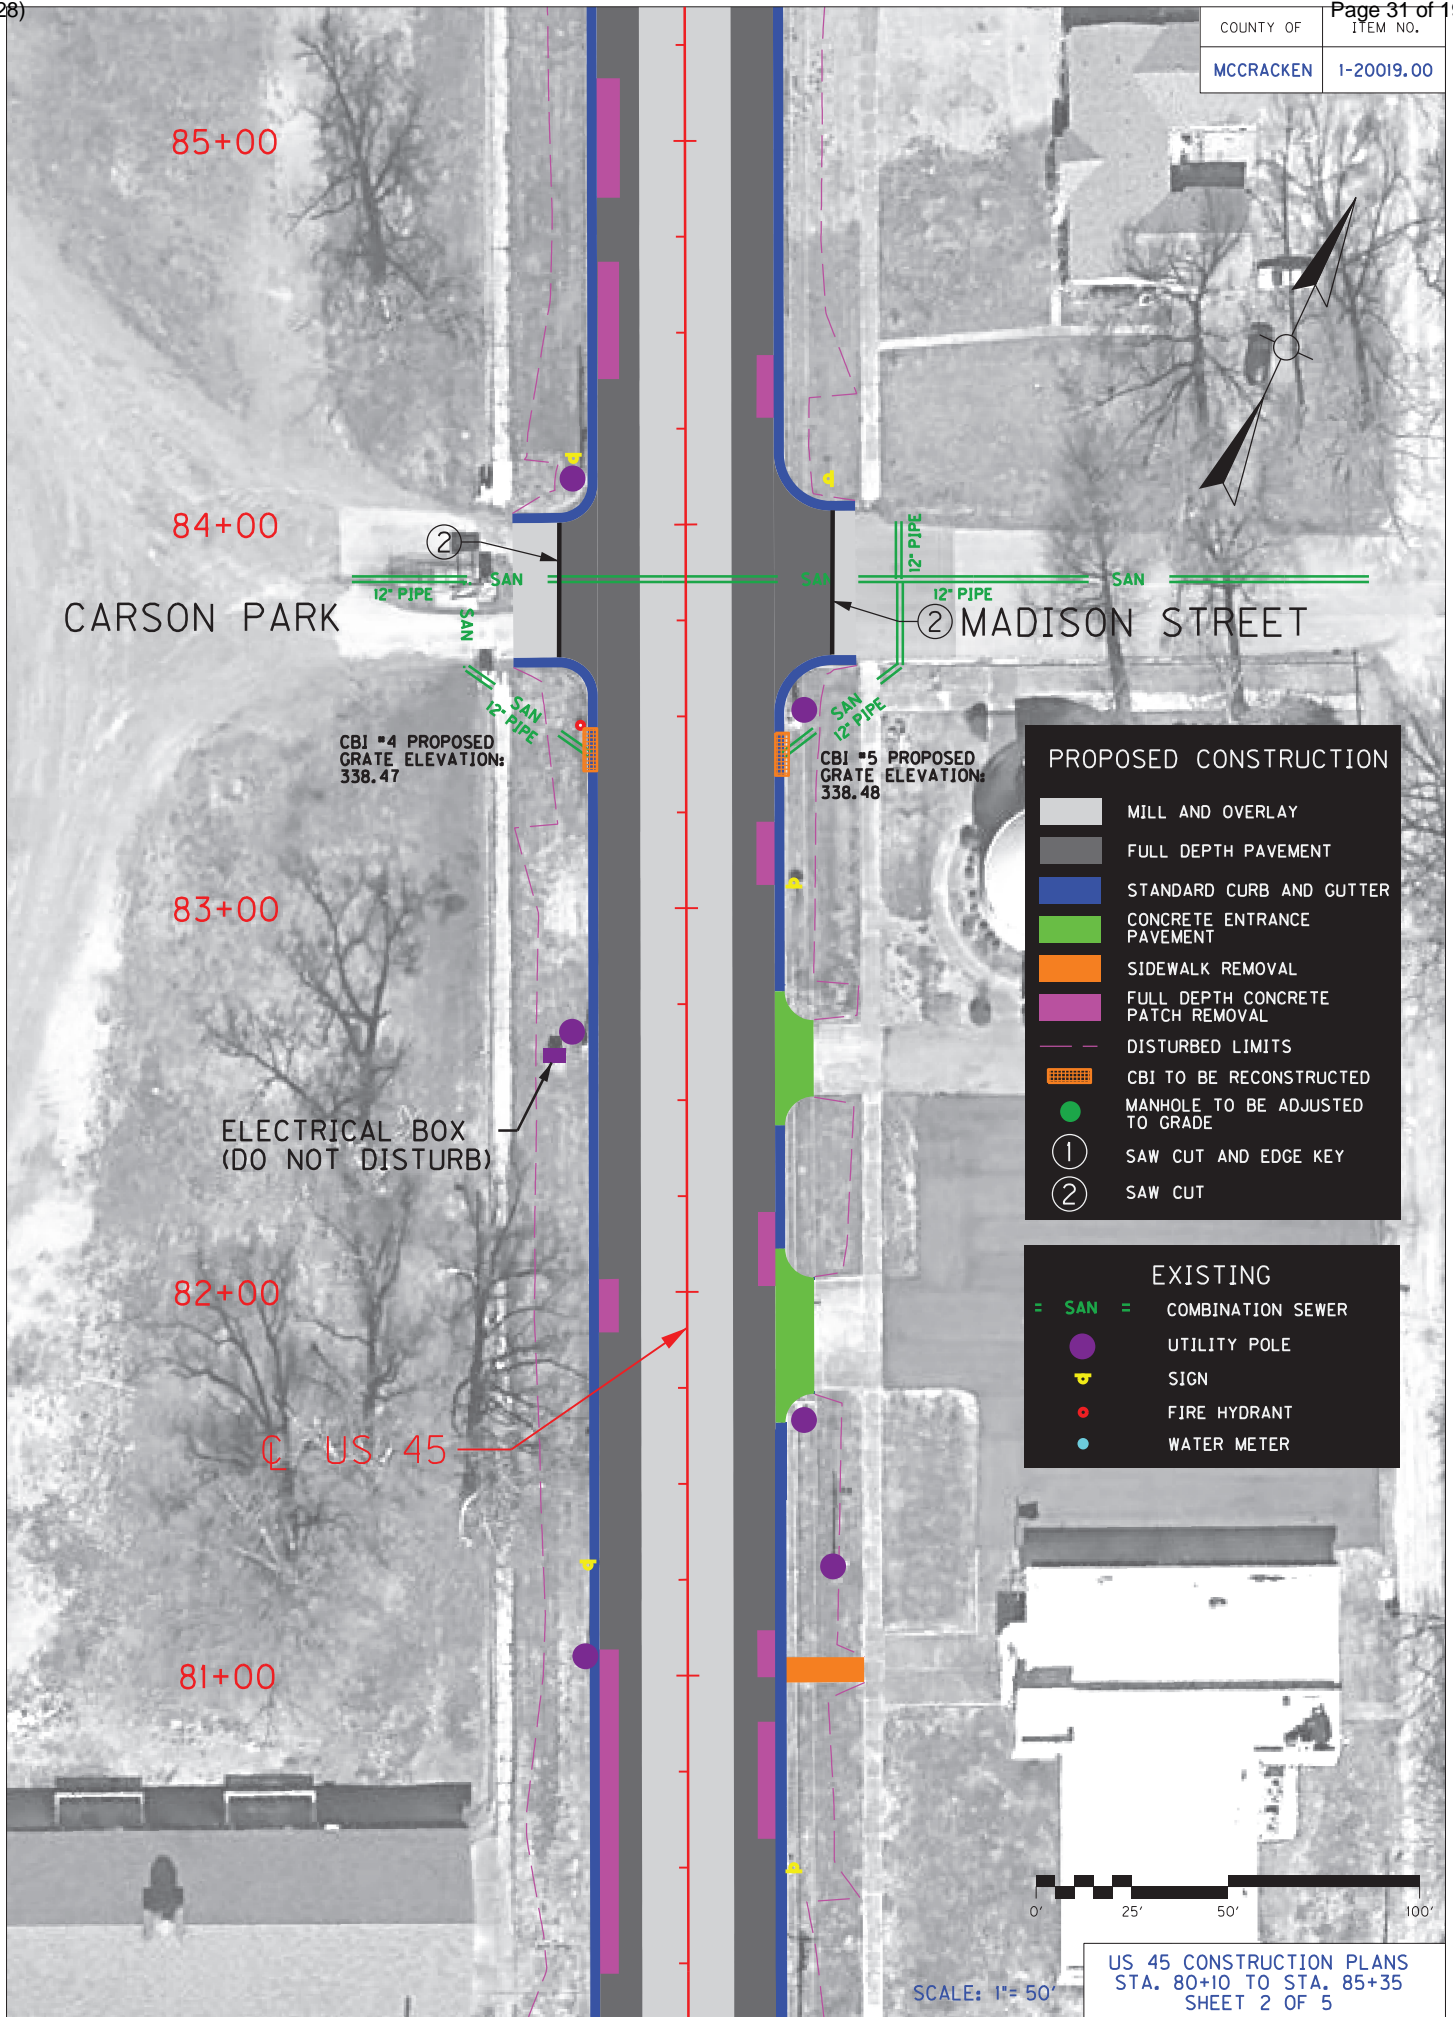 28)
Page 31 of 1
COUNTY OF
ITEM NO.
MCCRACKEN
1-20019.00
85+00
84+00
2
SAN
SAN
SAN
12" PIPE
12" PIPE
12" PIPE
CARSON PARK
SAN
2
MADISON STREET
SAN
12" PIPE
SAN
12" PIPE
CBI #4 PROPOSED
GRATE ELEVATION:
338.47
CBI #5 PROPOSED
GRATE ELEVATION:
338.48
83+00
PROPOSED CONSTRUCTION
MILL AND OVERLAY
FULL DEPTH PAVEMENT
STANDARD CURB AND GUTTER
CONCRETE ENTRANCE
PAVEMENT
SIDEWALK REMOVAL
FULL DEPTH CONCRETE
PATCH REMOVAL
DISTURBED LIMITS
CBI TO BE RECONSTRUCTED
MANHOLE TO BE ADJUSTED
TO GRADE
1 SAW CUT AND EDGE KEY
2 SAW CUT
ELECTRICAL BOX
(DO NOT DISTURB)
82+00
EXISTING
= SAN = COMBINATION SEWER
UTILITY POLE
SIGN
FIRE HYDRANT
WATER METER
℄ US 45
81+00
0' 25' 50' 100'
SCALE: 1"= 50'
US 45 CONSTRUCTION PLANS
STA. 80+10 TO STA. 85+35
SHEET 2 OF 5